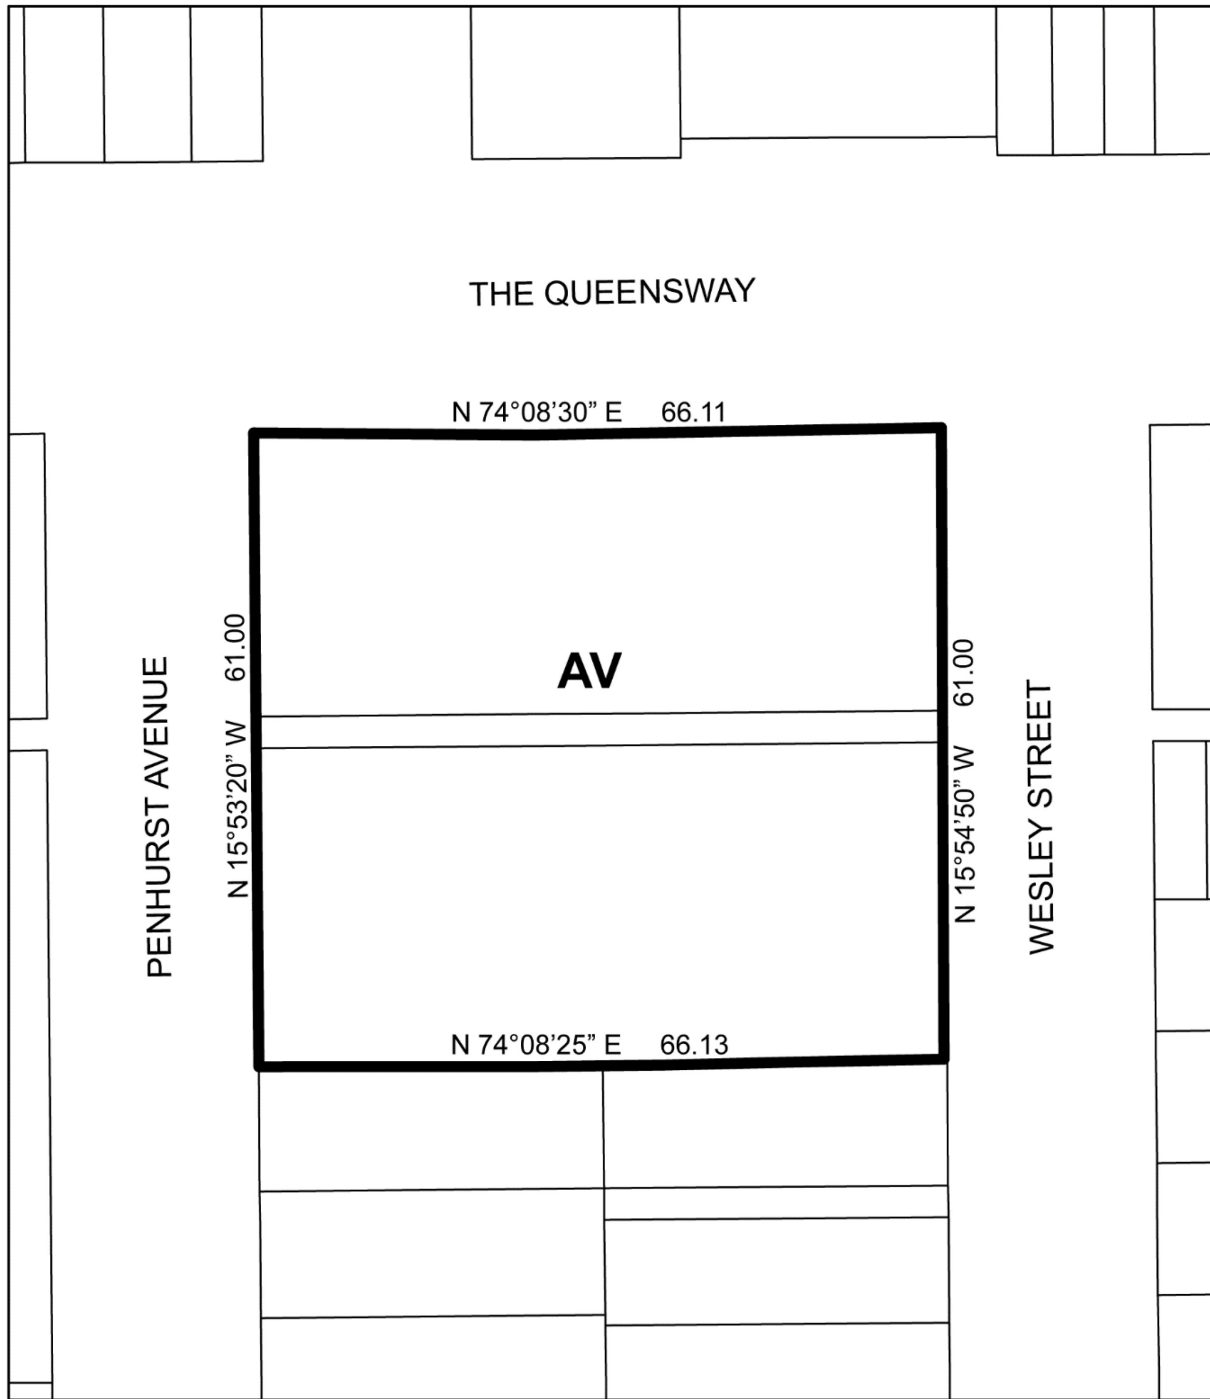 THE QUEENSWAY
N 74°08’30” E 66.11
PENHURST AVENUE
N 15°53’20” W 61.00
AV
N 15°54’50” W 61.00
WESLEY STREET
N 74°08’25” E 66.13